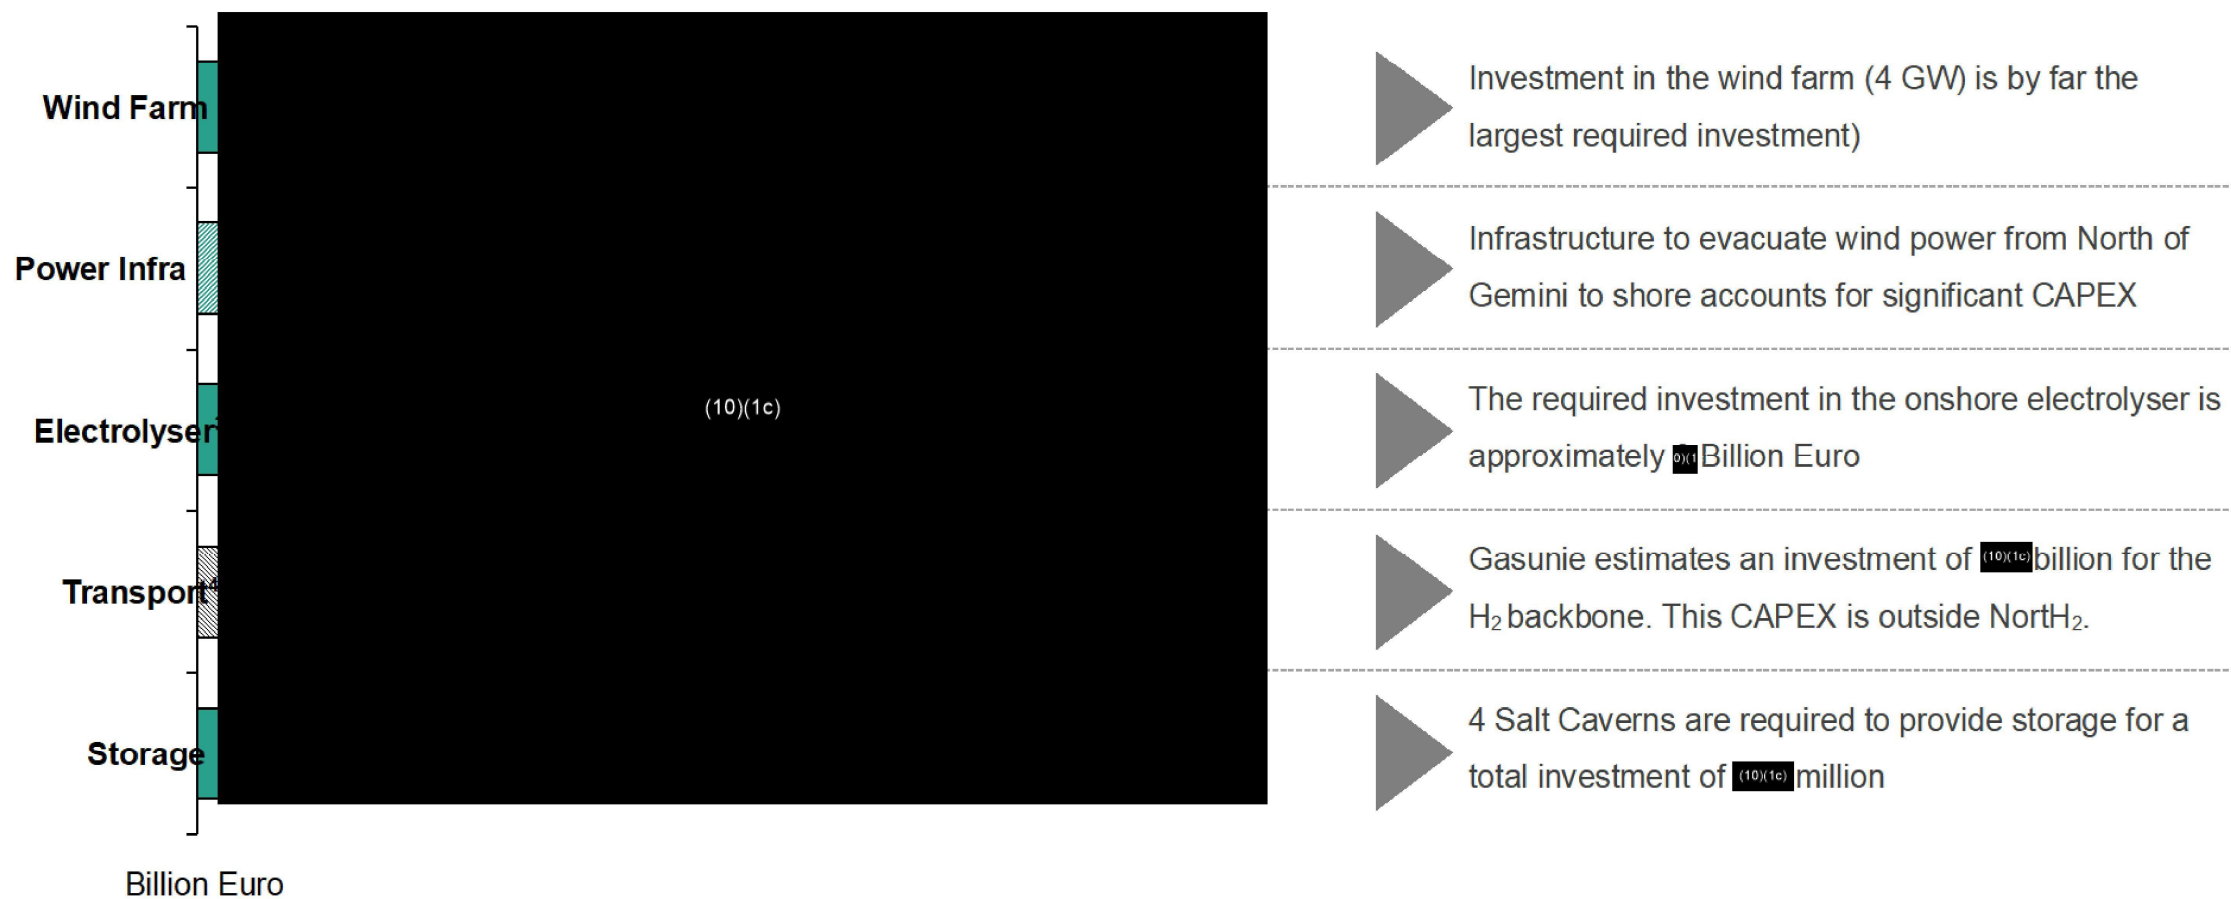 Wind Farm
Investment in the wind farm (4 GW) is by far the
largest required investment)
Power Infra
Infrastructure to evacuate wind power from North of
Gemini to shore accounts for significant CAPEX
(10)(1c)
Electrolyser
The required investment in the onshore electrolyser is
approximately 0)(1 Billion Euro
Transport⁴
Gasunie estimates an investment of (10)(1c) billion for the
H₂ backbone. This CAPEX is outside NortH₂.
Storage
4 Salt Caverns are required to provide storage for a
total investment of (10)(1c) million
Billion Euro